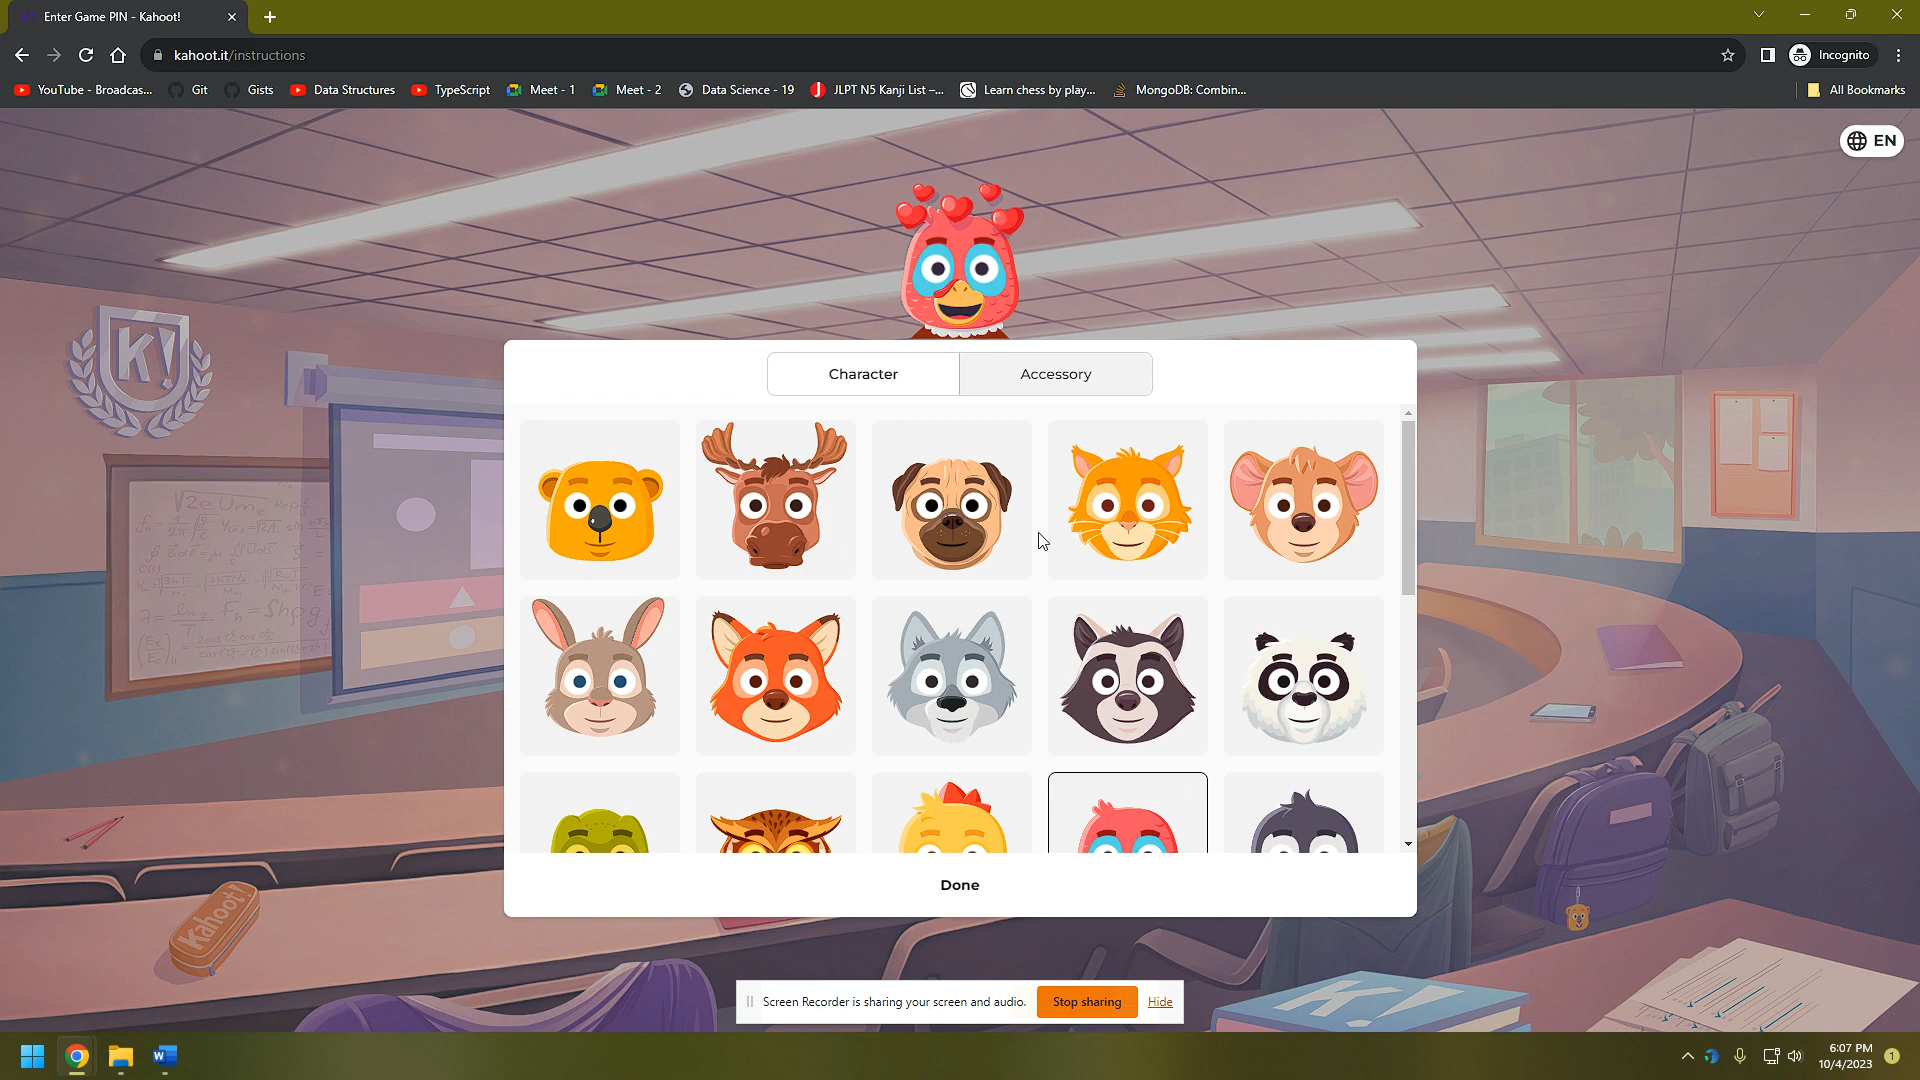 Enter Game PIN - Kahoot!
kahoot.it/instructions
Incognito
YouTube - Broadcas...
Git
Gists
Data Structures
TypeScript
Meet - 1
Meet - 2
Data Science - 19
JLPT N5 Kanji List –...
Learn chess by play...
MongoDB: Combin...
All Bookmarks
EN
K!
Character
Accessory
Done
Kahoot!
K!
Screen Recorder is sharing your screen and audio.
Stop sharing
Hide
6:07 PM
10/4/2023
1